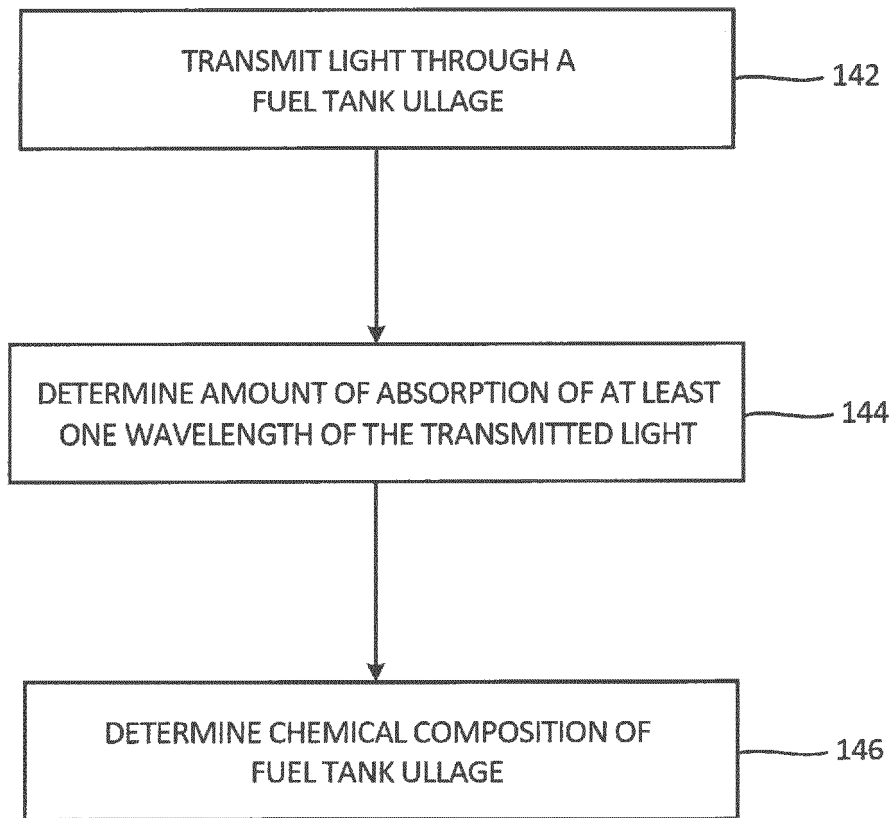 TRANSMIT LIGHT THROUGH A
FUEL TANK ULLAGE
142
DETERMINE AMOUNT OF ABSORPTION OF AT LEAST
ONE WAVELENGTH OF THE TRANSMITTED LIGHT
144
DETERMINE CHEMICAL COMPOSITION OF
FUEL TANK ULLAGE
146